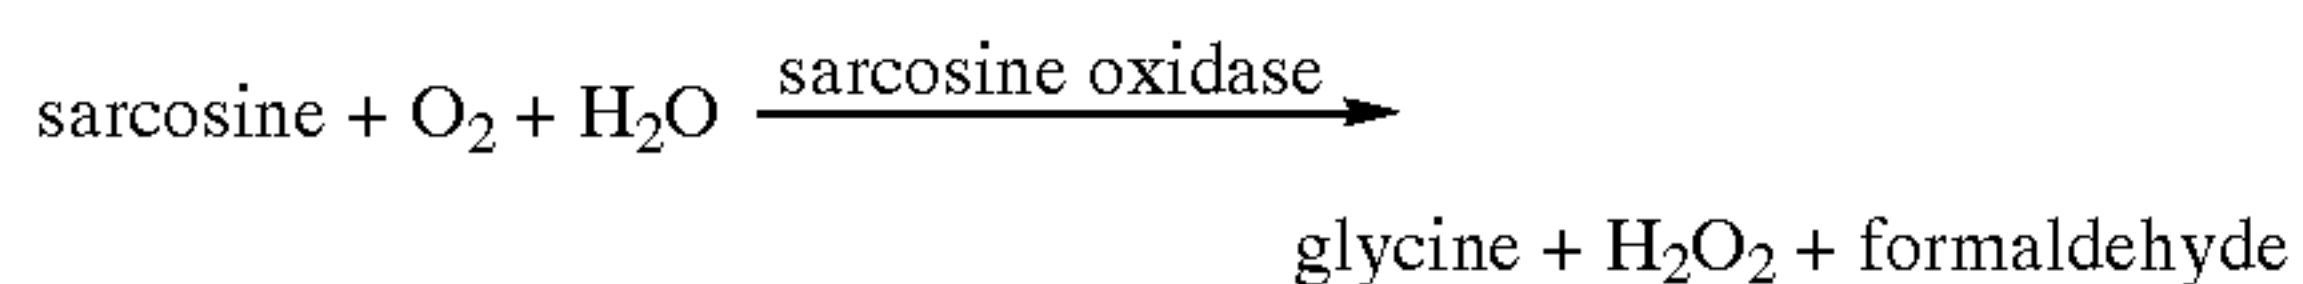 sarcosine oxidase
sarcosine + O₂ + H₂O ⟶
glycine + H₂O₂ + formaldehyde